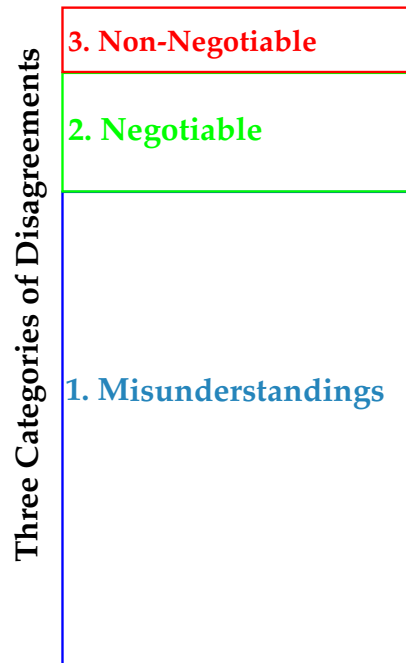 Three Categories of Disagreements
3. Non-Negotiable
2. Negotiable
1. Misunderstandings